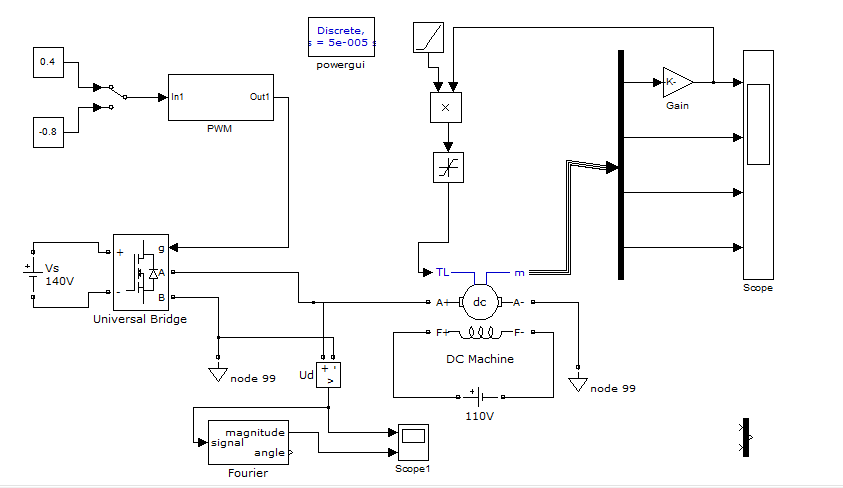 Discrete,
s = 5e-005 s
powergui
0.4
-0.8
In1
Out1
PWM
×
K-
Gain
Scope
Vs
140V
+
-
g
A
B
Universal Bridge
node 99
TL
m
A+
dc
A-
F+
F-
DC Machine
110V
node 99
Ud
+
-
v
magnitude
signal
angle
Fourier
Scope1